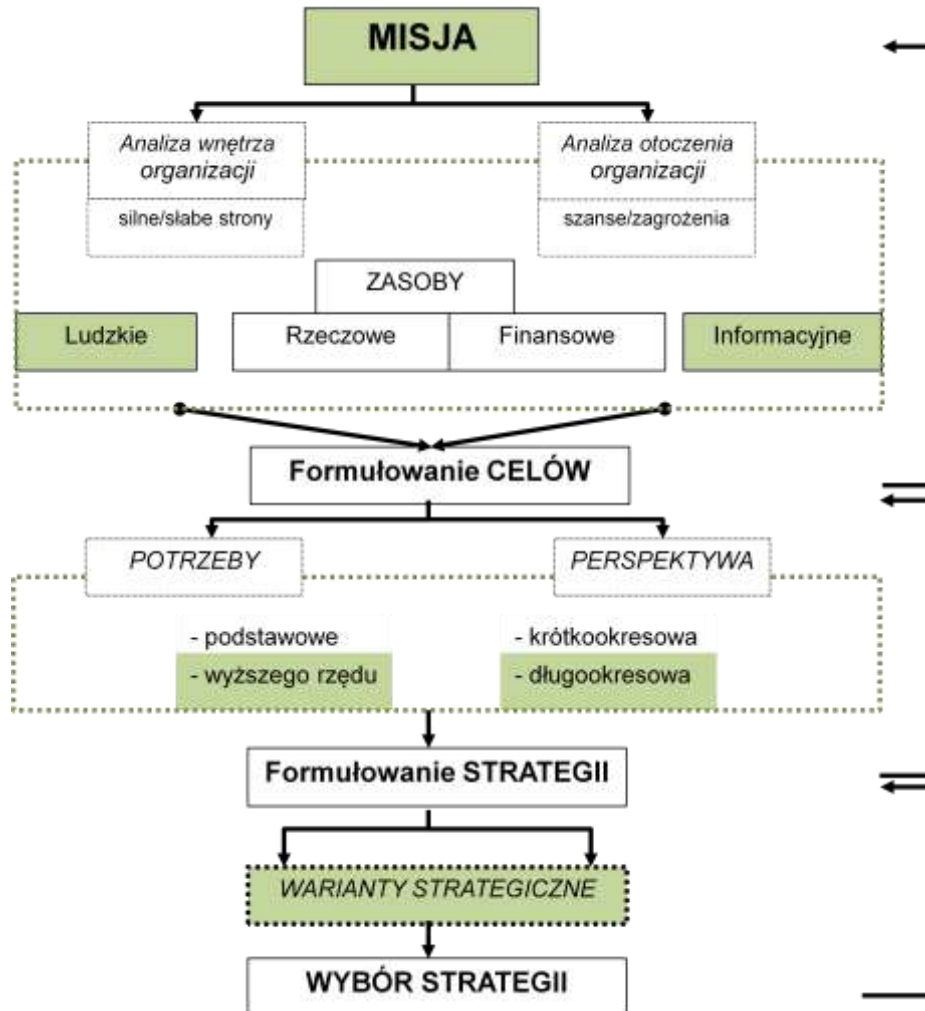 MISJA
Analiza wnętrza
organizacji
silne/słabe strony
Analiza otoczenia
organizacji
szanse/zagrożenia
ZASOBY
Ludzkie
Rzeczowe
Finansowe
Informacyjne
Formułowanie CELÓW
POTRZEBY
PERSPEKTYWA
- podstawowe
- wyższego rzędu
- krótkookresowa
- długookresowa
Formułowanie STRATEGII
WARIANTY STRATEGICZNE
WYBÓR STRATEGII